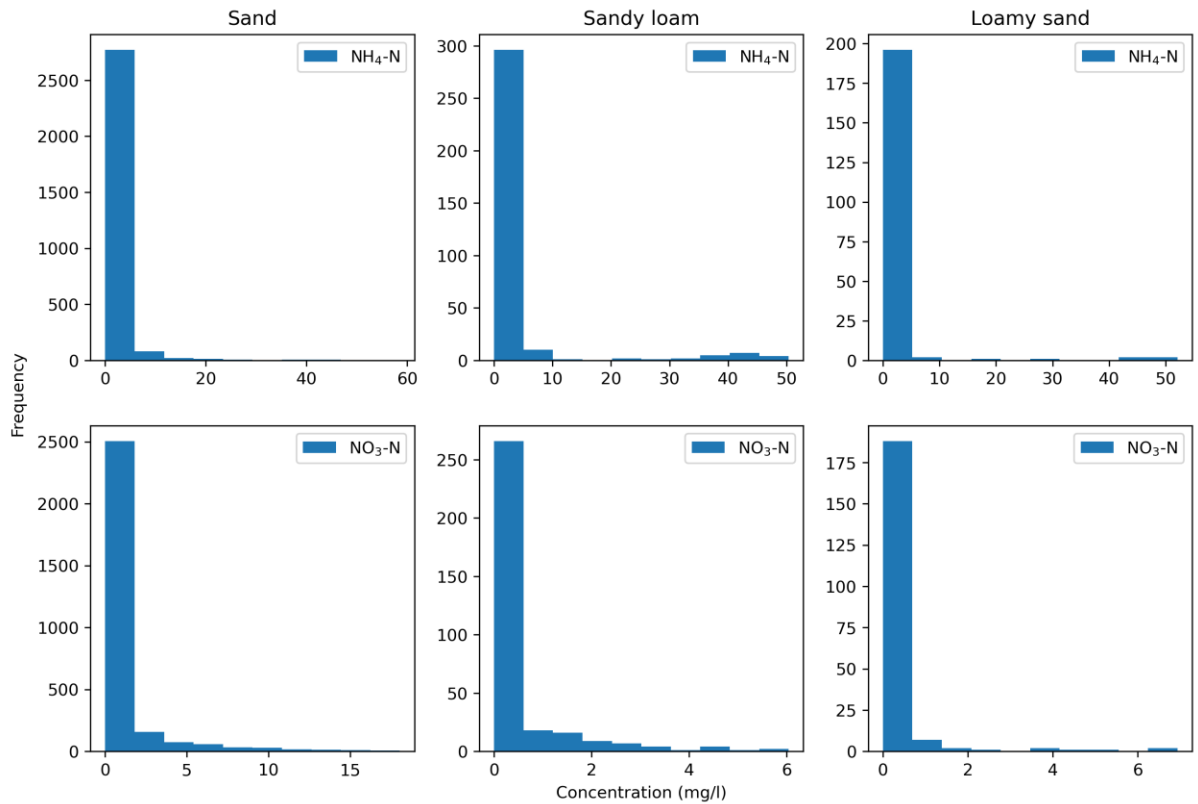 Sand
Sandy loam
Loamy sand
2500
2000
1500
1000
500
0
0 20 40 60
NH₄-N
300
250
200
150
100
50
0
0 10 20 30 40 50
NH₄-N
200
175
150
125
100
75
50
25
0
0 10 20 30 40 50
NH₄-N
Frequency
2500
2000
1500
1000
500
0
0 5 10 15
NO₃-N
250
200
150
100
50
0
0 2 4 6
NO₃-N
175
150
125
100
75
50
25
0
0 2 4 6
NO₃-N
Concentration (mg/l)